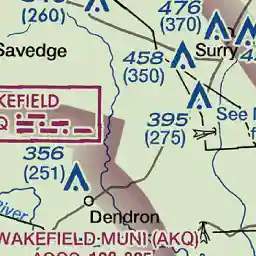 (260)
476
(370)
Savedge
458
(350)
Surry
KEFIELD
395
(275)
See
356
(251)
River
Dendron
WAKEFIELD MUNI (AKQ)